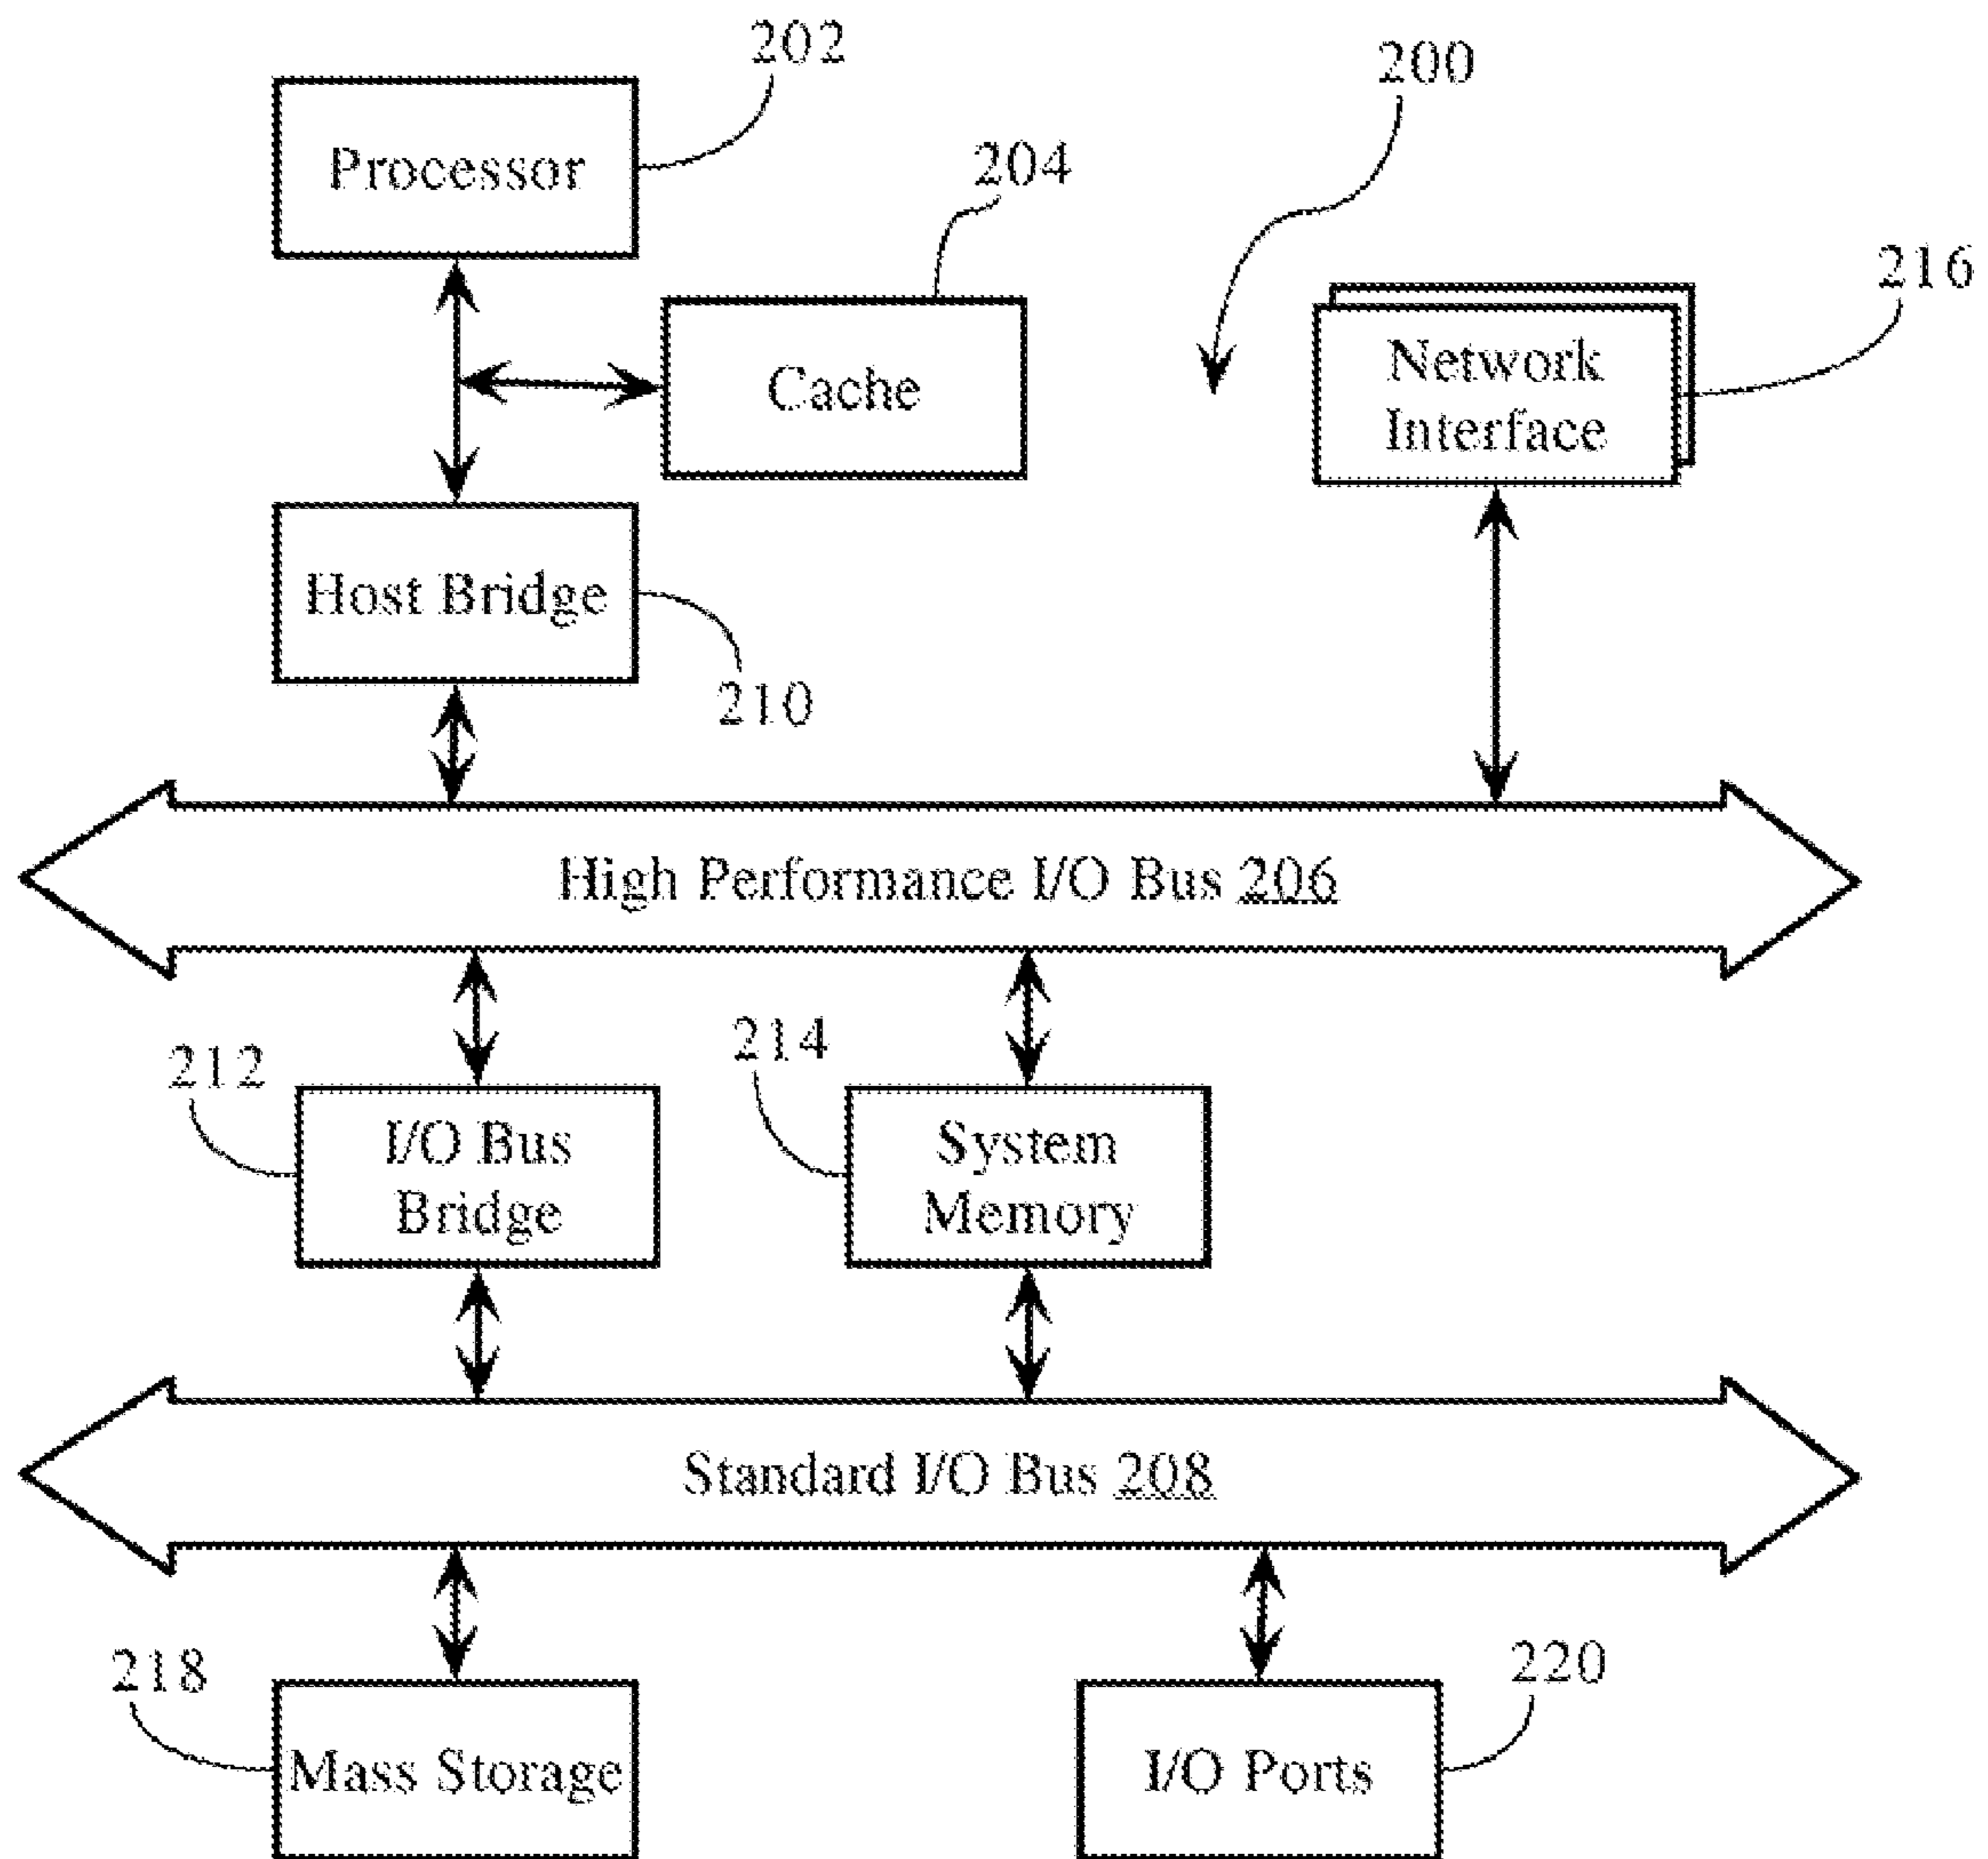 202
200
Processor
204
216
Network
Interface
Cache
Host Bridge
210
High Performance I/O Bus 206
212
214
I/O Bus
Bridge
System
Memory
Standard I/O Bus 208
218
220
Mass Storage
I/O Ports